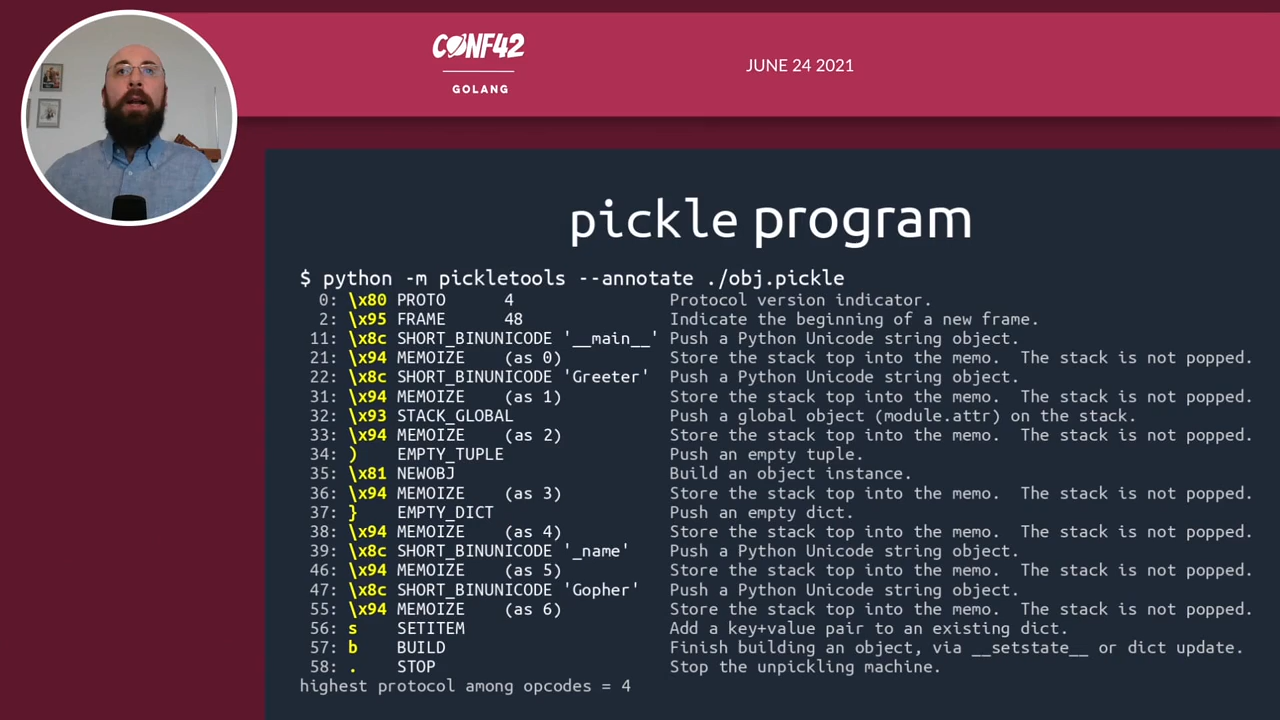 CONF42
GOLANG
JUNE 24 2021
pickle program
$ python -m pickletools --annotate ./obj.pickle
0: \x80 PROTO 4 Protocol version indicator.
2: \x95 FRAME 48 Indicate the beginning of a new frame.
11: \x8c SHORT_BINUNICODE '__main__' Push a Python Unicode string object.
21: \x94 MEMOIZE (as 0) Store the stack top into the memo. The stack is not popped.
22: \x8c SHORT_BINUNICODE 'Greeter' Push a Python Unicode string object.
31: \x94 MEMOIZE (as 1) Store the stack top into the memo. The stack is not popped.
32: \x93 STACK_GLOBAL Push a global object (module.attr) on the stack.
33: \x94 MEMOIZE (as 2) Store the stack top into the memo. The stack is not popped.
34: ) EMPTY_TUPLE Push an empty tuple.
35: \x81 NEWOBJ Build an object instance.
36: \x94 MEMOIZE (as 3) Store the stack top into the memo. The stack is not popped.
37: } EMPTY_DICT Push an empty dict.
38: \x94 MEMOIZE (as 4) Store the stack top into the memo. The stack is not popped.
39: \x8c SHORT_BINUNICODE '_name' Push a Python Unicode string object.
46: \x94 MEMOIZE (as 5) Store the stack top into the memo. The stack is not popped.
47: \x8c SHORT_BINUNICODE 'Gopher' Push a Python Unicode string object.
55: \x94 MEMOIZE (as 6) Store the stack top into the memo. The stack is not popped.
56: s SETITEM Add a key+value pair to an existing dict.
57: b BUILD Finish building an object, via __setstate__ or dict update.
58: . STOP Stop the unpickling machine.
highest protocol among opcodes = 4